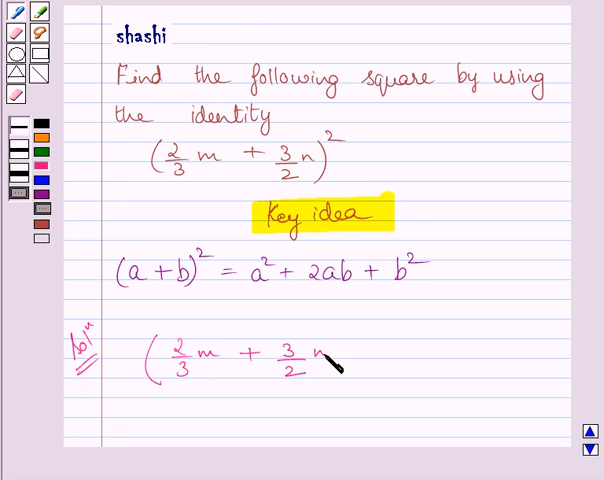 shashi
Find the following square by using
the identity
(2/3 m + 3/2 n)²
Key idea
(a + b)² = a² + 2ab + b²
Solⁿ
(2/3 m + 3/2 n